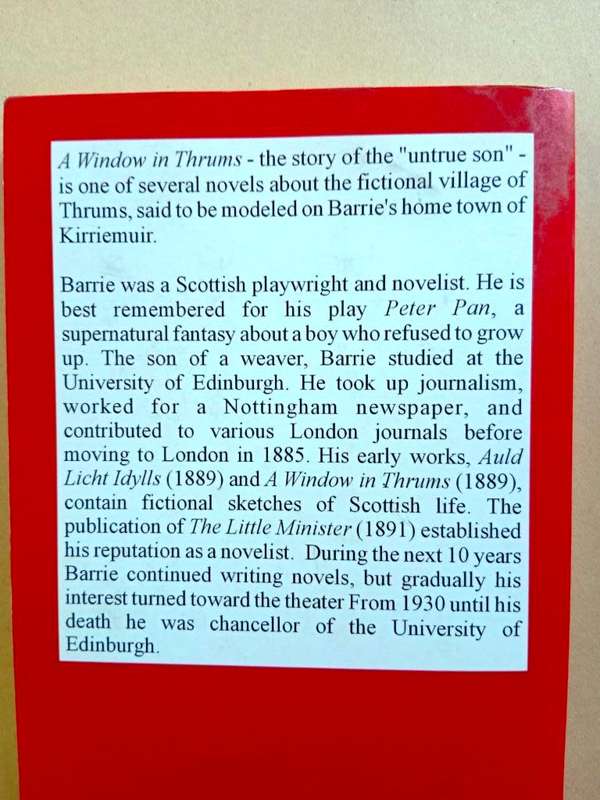 A Window in Thrums - the story of the "untrue son" -
is one of several novels about the fictional village of
Thrums, said to be modeled on Barrie's home town of
Kirriemuir.
Barrie was a Scottish playwright and novelist. He is
best remembered for his play Peter Pan, a
supernatural fantasy about a boy who refused to grow
up. The son of a weaver, Barrie studied at the
University of Edinburgh. He took up journalism,
worked for a Nottingham newspaper, and
contributed to various London journals before
moving to London in 1885. His early works, Auld
Licht Idylls (1889) and A Window in Thrums (1889),
contain fictional sketches of Scottish life. The
publication of The Little Minister (1891) established
his reputation as a novelist. During the next 10 years
Barrie continued writing novels, but gradually his
interest turned toward the theater From 1930 until his
death he was chancellor of the University of
Edinburgh.